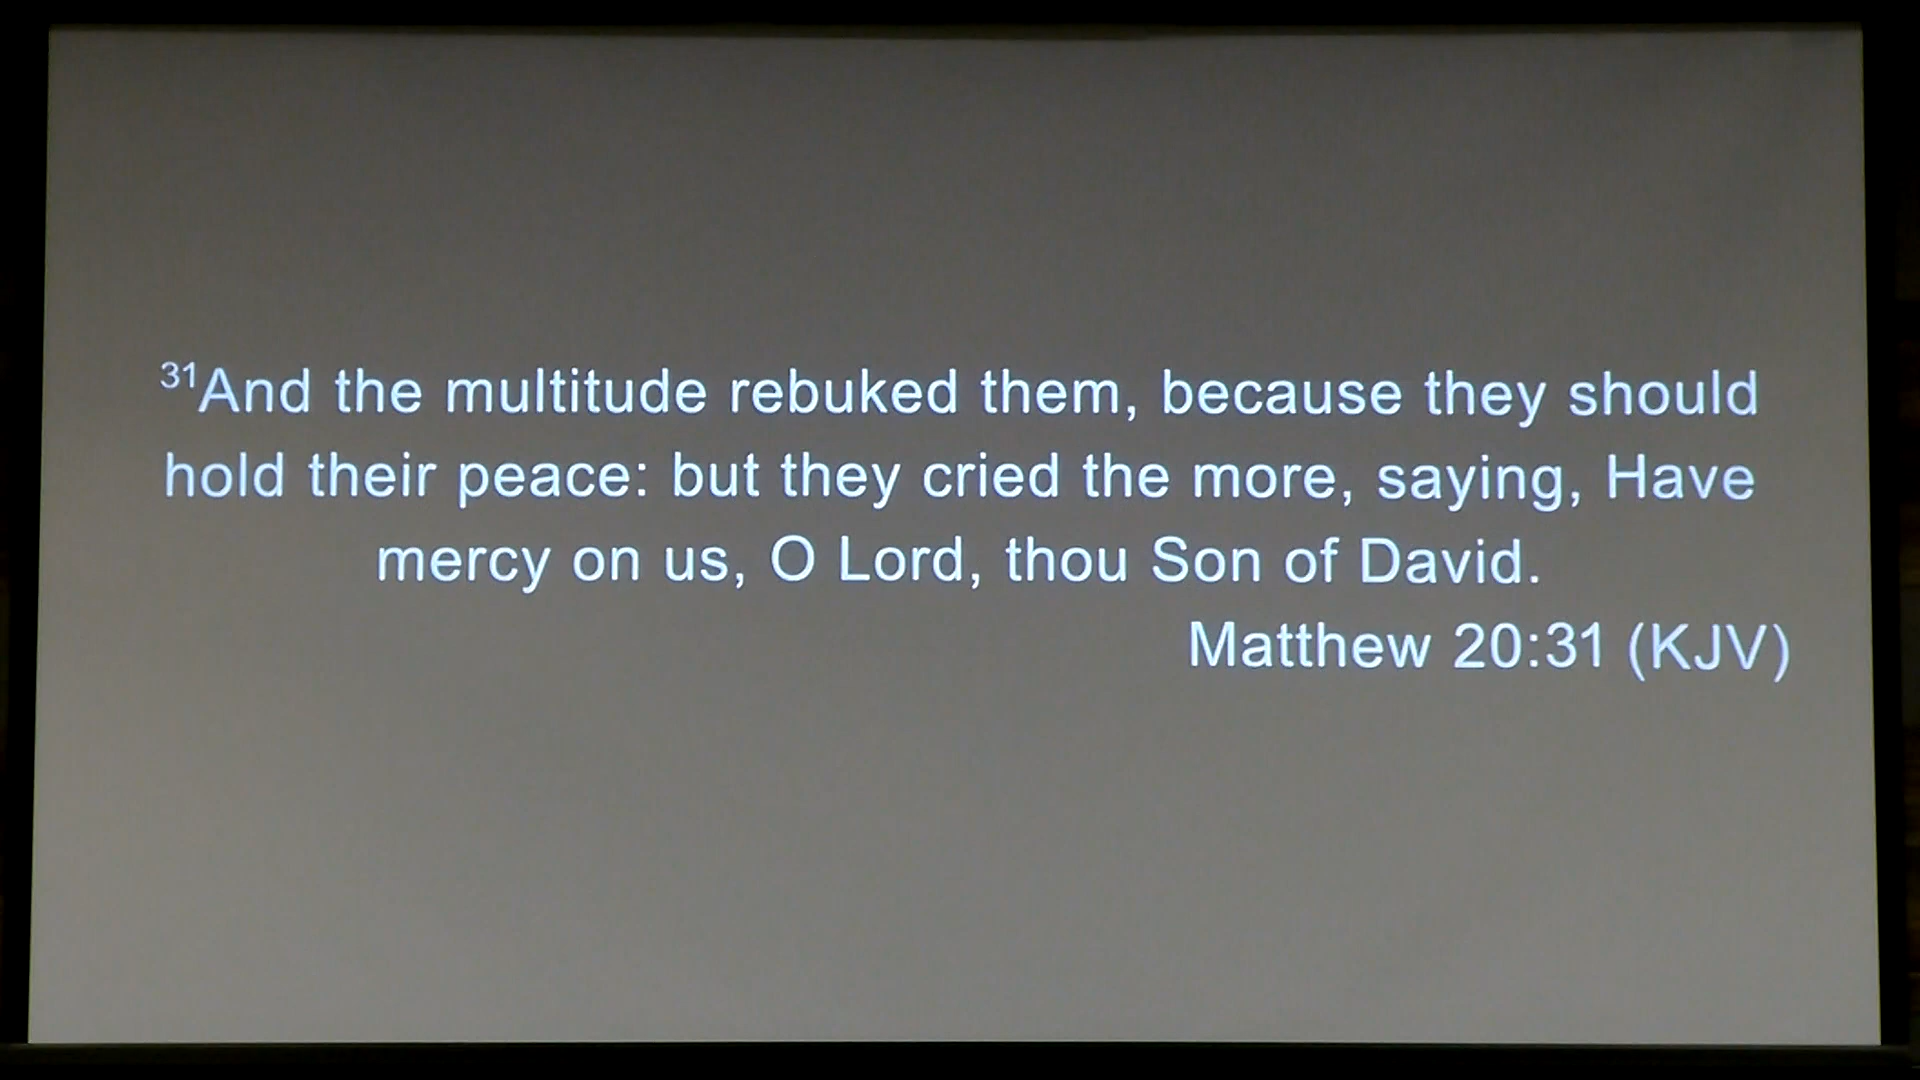 31And the multitude rebuked them, because they should
hold their peace: but they cried the more, saying, Have
mercy on us, O Lord, thou Son of David.
Matthew 20:31 (KJV)